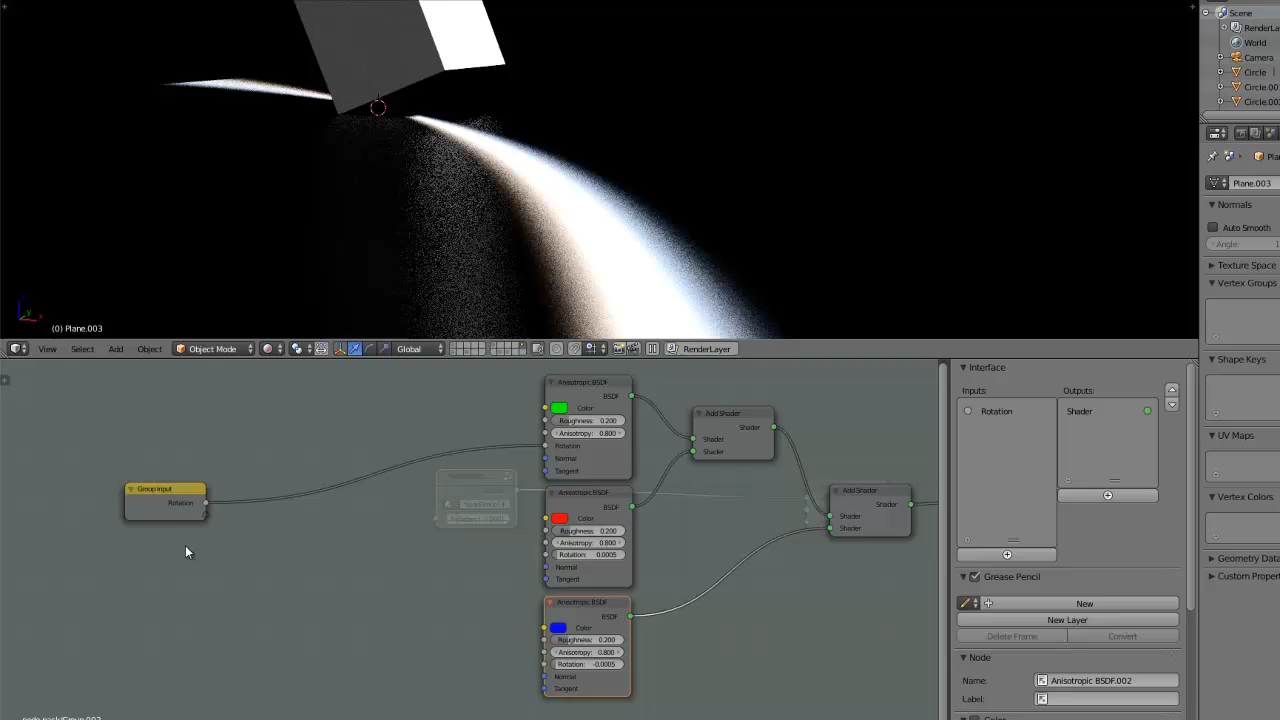 Scene
RenderLay
World
Camera
Circle
Circle.00
Circle.00
Plan
Plane.003
Normals
Auto Smooth
Angle:
Texture Space
Vertex Groups
Shape Keys
UV Maps
Vertex Colors
Geometry Data
Custom Proper
(0) Plane.003
View Select Add Object Object Mode Global RenderLayer
Group Input
Rotation
Anisotropic BSDF
BSDF
Color
Roughness: 0.200
Anisotropy: 0.800
Rotation
Normal
Tangent
Anisotropic BSDF
BSDF
Color
Roughness: 0.200
Anisotropy: 0.800
Rotation: 0.0005
Normal
Tangent
Anisotropic BSDF
BSDF
Color
Roughness: 0.200
Anisotropy: 0.800
Rotation: -0.0005
Normal
Tangent
Add Shader
Shader
Shader
Shader
Add Shader
Shader
Shader
Shader
Interface
Inputs: Outputs:
Rotation Shader
Grease Pencil
New
New Layer
Delete Frame Convert
Node
Name: Anisotropic BSDF.002
Label: